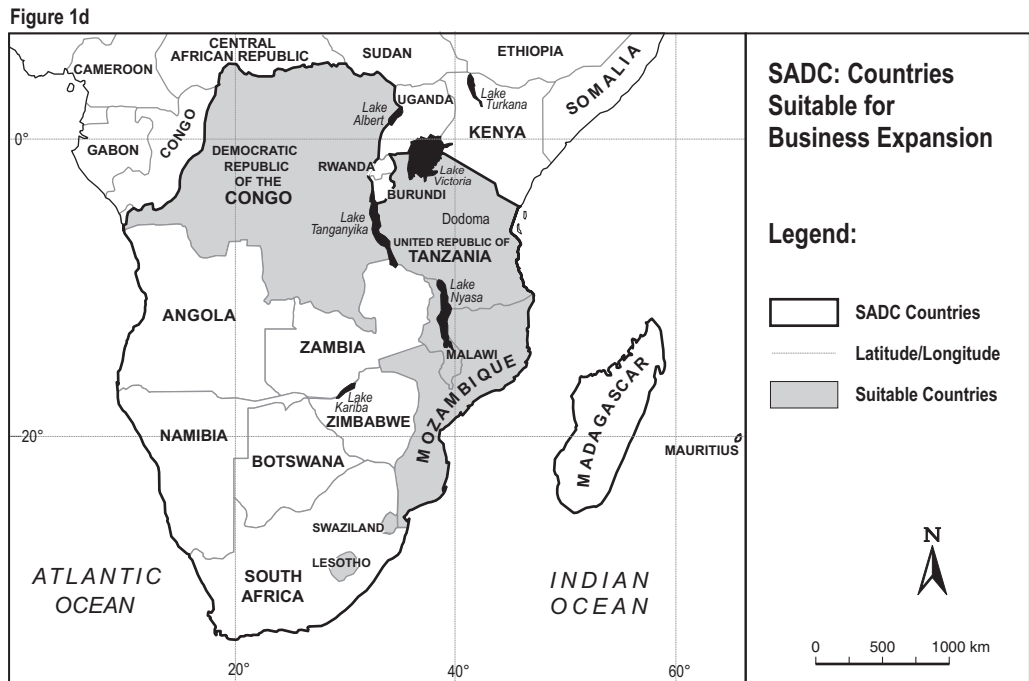 Figure 1d
CENTRAL
AFRICAN REPUBLIC
SUDAN
ETHIOPIA
CAMEROON
SOMALIA
UGANDA
Lake
Turkana
Lake
Albert
KENYA
CONGO
GABON
0°
DEMOCRATIC
REPUBLIC
OF THE
CONGO
RWANDA
Lake
Victoria
BURUNDI
Dodoma
Lake
Tanganyika
UNITED REPUBLIC OF
TANZANIA
Lake
Nyasa
ANGOLA
ZAMBIA
MALAWI
MOZAMBIQUE
Lake
Kariba
ZIMBABWE
MADAGASCAR
NAMIBIA
20°
MAURITIUS
BOTSWANA
SWAZILAND
LESOTHO
SOUTH
AFRICA
ATLANTIC
OCEAN
INDIAN
OCEAN
20°
40°
60°
SADC: Countries
Suitable for
Business Expansion
Legend:
SADC Countries
Latitude/Longitude
Suitable Countries
N
0 500 1000 km